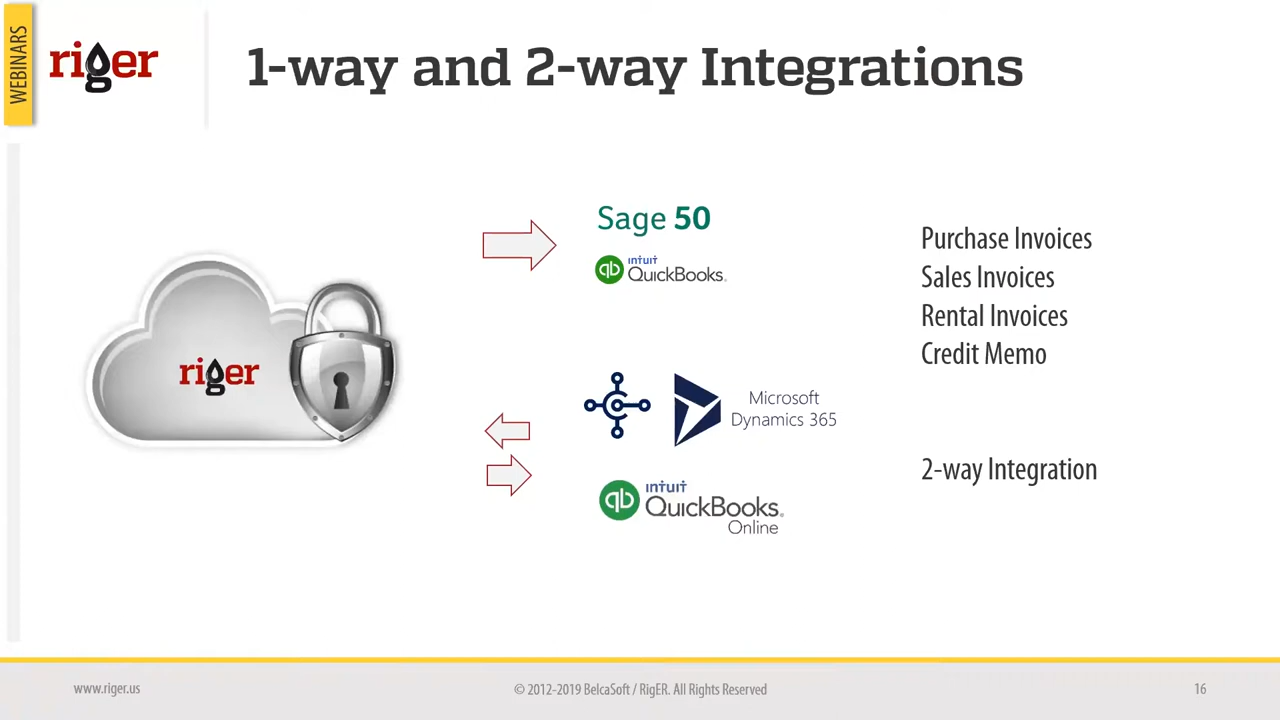 WEBINARS
riger
1-way and 2-way Integrations
Sage 50
ıntuıt
QuickBooks.
Purchase Invoices
Sales Invoices
Rental Invoices
Credit Memo
riger
Microsoft
Dynamics 365
2-way Integration
ıntuıt
QuickBooks.
Online
www.riger.us
© 2012-2019 BelcaSoft / RigER. All Rights Reserved
16